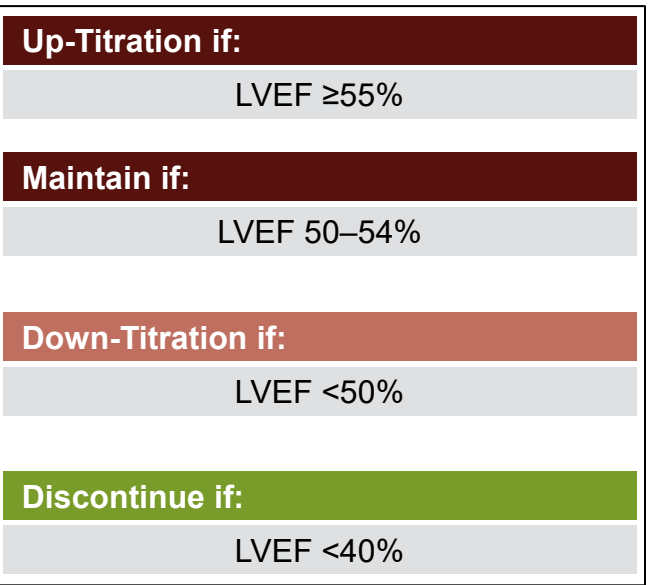 Up-Titration if:
LVEF ≥55%
Maintain if:
LVEF 50–54%
Down-Titration if:
LVEF <50%
Discontinue if:
LVEF <40%